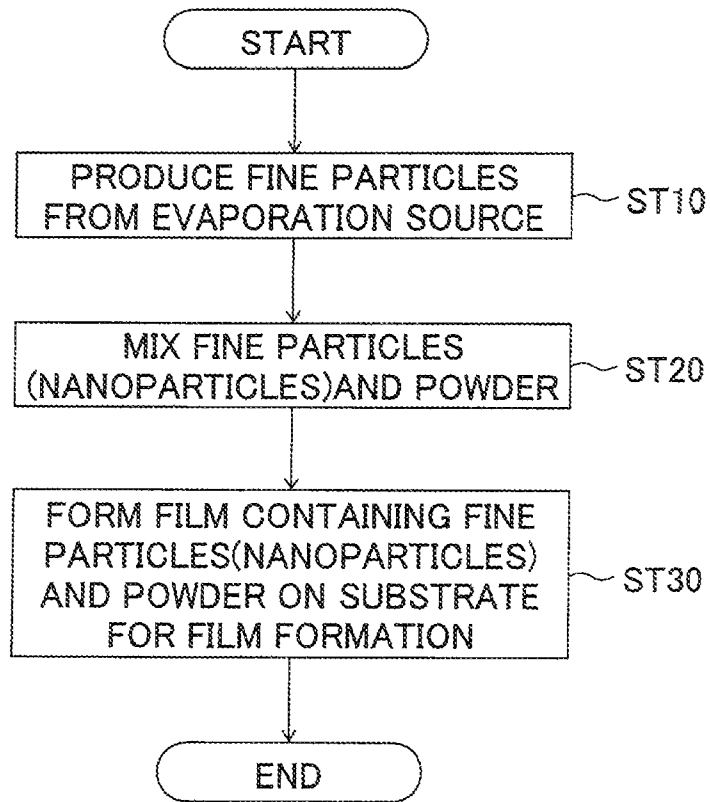 START
PRODUCE FINE PARTICLES
FROM EVAPORATION SOURCE
ST10
MIX FINE PARTICLES
(NANOPARTICLES)AND POWDER
ST20
FORM FILM CONTAINING FINE
PARTICLES(NANOPARTICLES)
AND POWDER ON SUBSTRATE
FOR FILM FORMATION
ST30
END